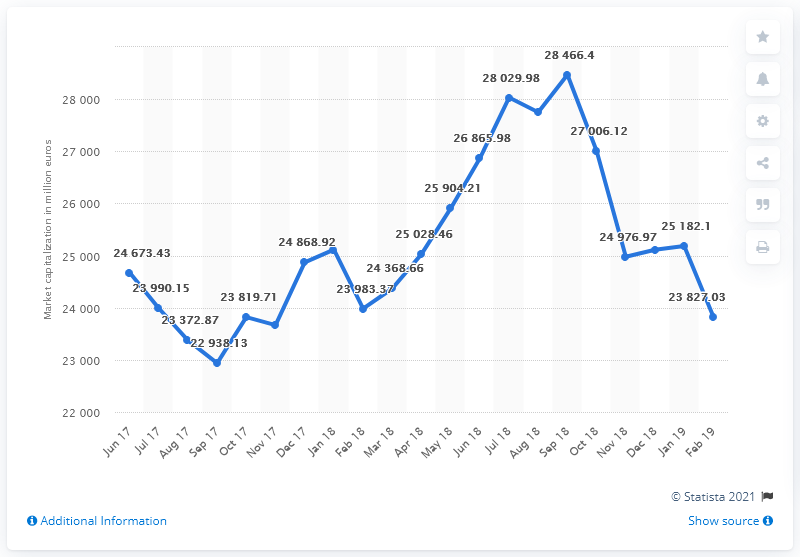 Market capitalization in million euros
28 000
27 000
26 000
25 000
24 000
23 000
22 000
24 673.43
23 990.15
23 372.87
22 938.13
23 819.71
24 868.92
23 983.37
24 368.66
25 028.46
25 904.21
26 865.98
28 029.98
28 466.4
27 006.12
24 976.97
25 182.1
23 827.03
Jun 17
Jul 17
Aug 17
Sep 17
Oct 17
Nov 17
Dec 17
Jan 18
Feb 18
Mar 18
Apr 18
May 18
Jun 18
Jul 18
Aug 18
Sep 18
Oct 18
Nov 18
Dec 18
Jan 19
Feb 19
© Statista 2021
Additional Information
Show source